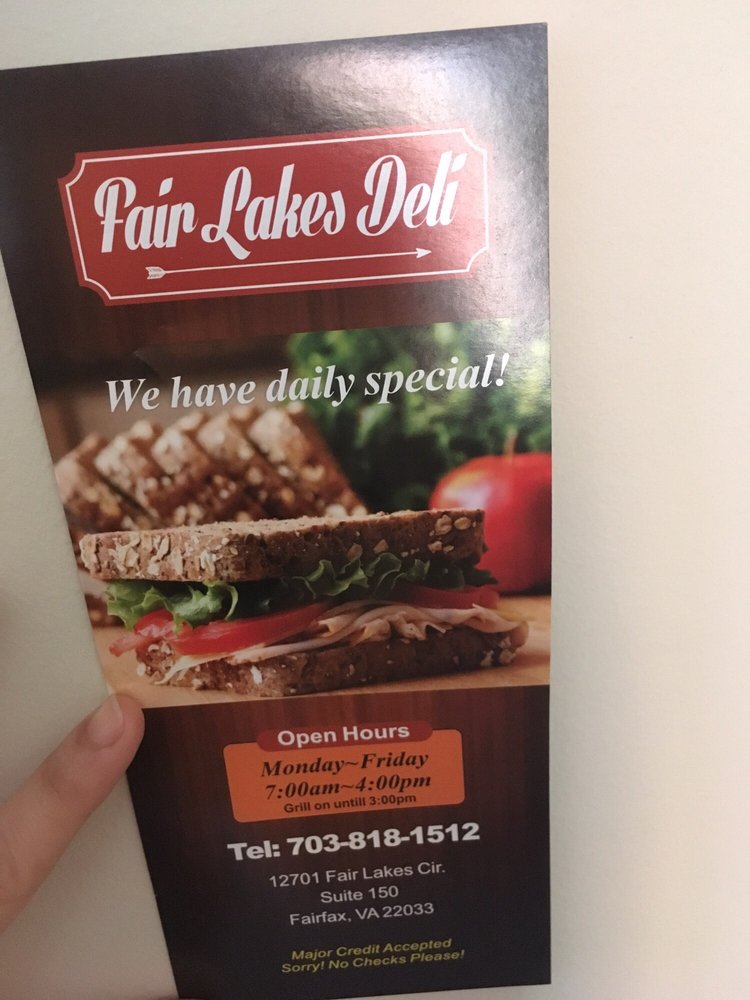 Fair Lakes Deli
We have daily special!
Open Hours
Monday~Friday
7:00am~4:00pm
Grill on untill 3:00pm
Tel: 703-818-1512
12701 Fair Lakes Cir.
Suite 150
Fairfax, VA 22033
Major Credit Accepted
Sorry! No Checks Please!